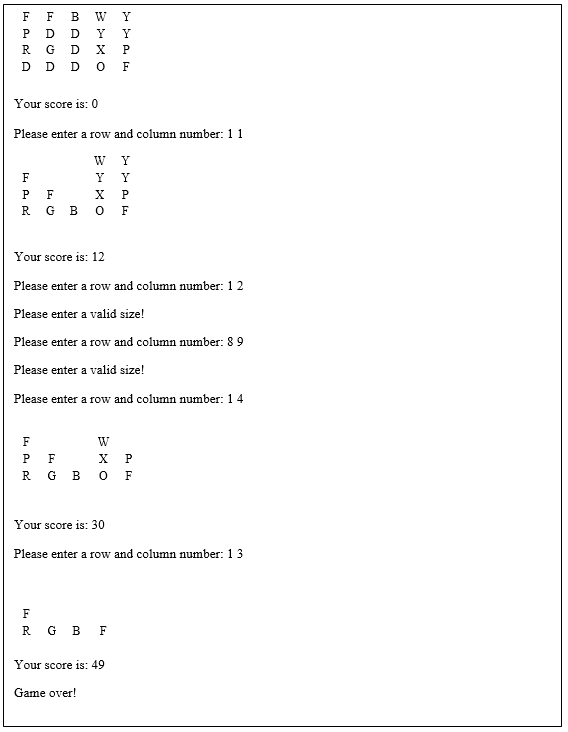 F F B W Y
P D D Y Y
R G D X P
D D D O F
Your score is: 0
Please enter a row and column number: 1 1
W Y
F Y Y
P F X P
R G B O F
Your score is: 12
Please enter a row and column number: 1 2
Please enter a valid size!
Please enter a row and column number: 8 9
Please enter a valid size!
Please enter a row and column number: 1 4
F W
P F X P
R G B O F
Your score is: 30
Please enter a row and column number: 1 3
F
R G B F
Your score is: 49
Game over!